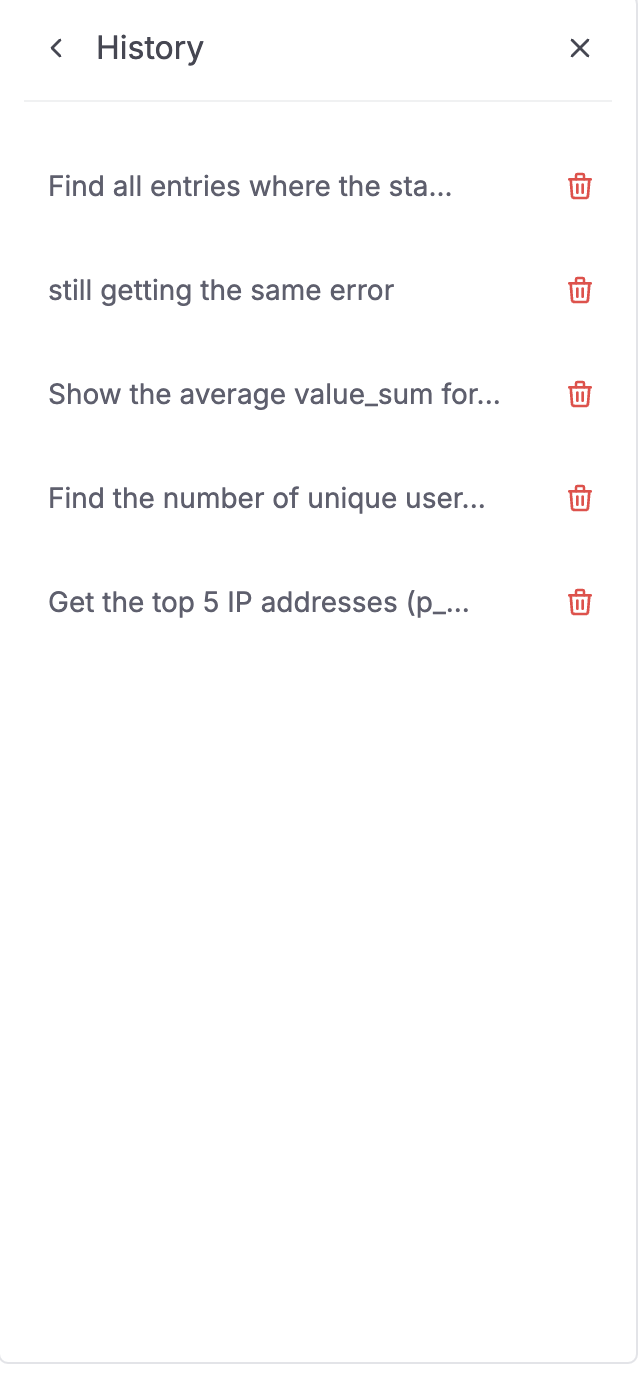 History
Find all entries where the sta...
still getting the same error
Show the average value_sum for...
Find the number of unique user...
Get the top 5 IP addresses (p_...